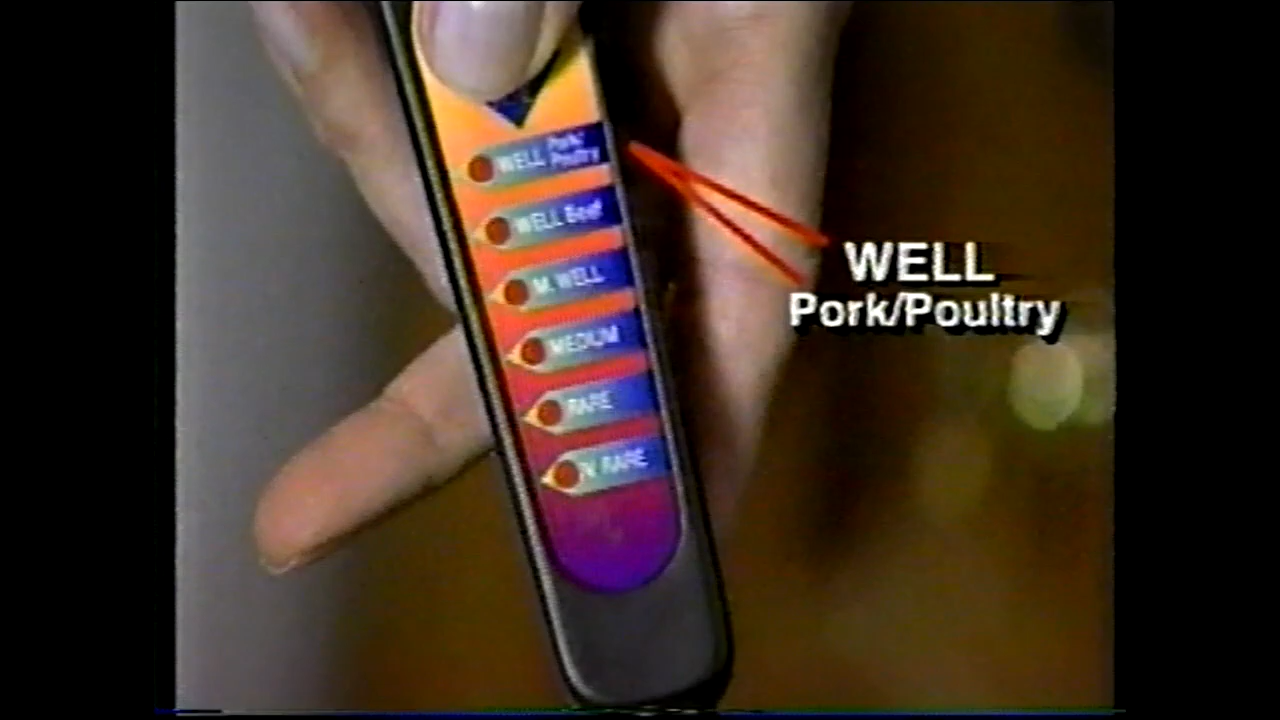 WELL Pork/
Poultry
WELL Beef
M. WELL
MEDIUM
RARE
V RARE
WELL
Pork/Poultry